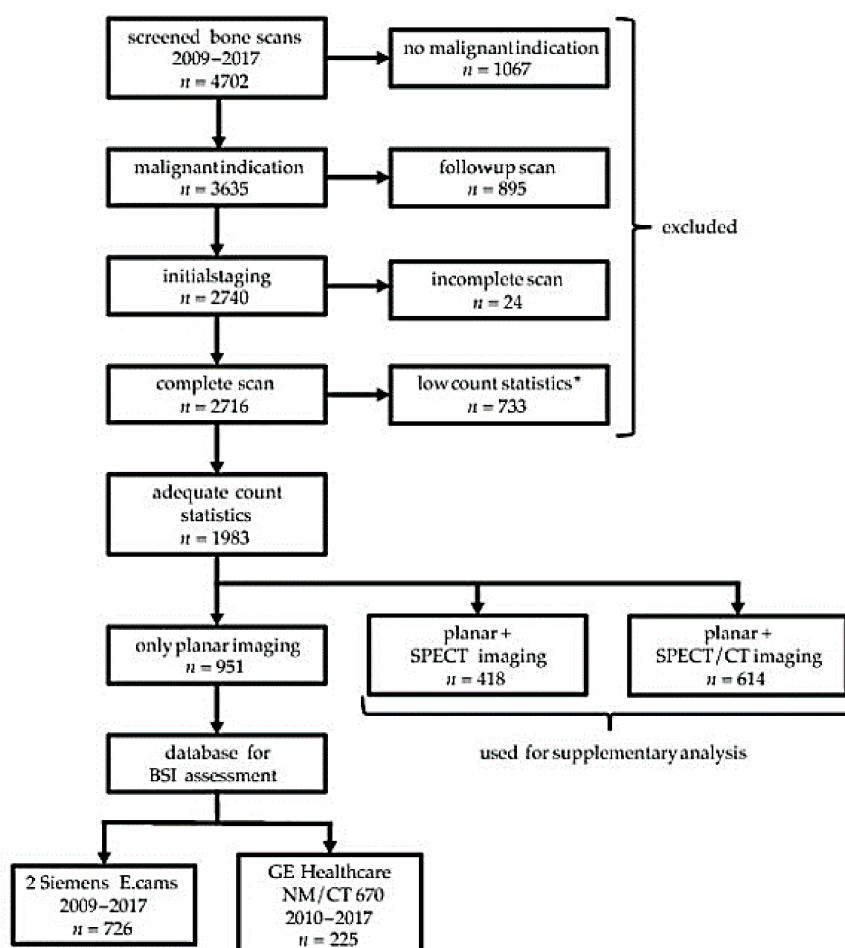 screened bone scans
2009–2017
n = 4702
no malignant indication
n = 1067
malignant indication
n = 3635
follow-up scan
n = 895
excluded
initial staging
n = 2740
incomplete scan
n = 24
complete scan
n = 2716
low count statistics*
n = 733
adequate count
statistics
n = 1983
only planar imaging
n = 951
planar +
SPECT imaging
n = 418
planar +
SPECT/CT imaging
n = 614
used for supplementary analysis
database for
BSI assessment
2 Siemens E.cams
2009–2017
n = 726
GE Healthcare
NM/CT 670
2010–2017
n = 225